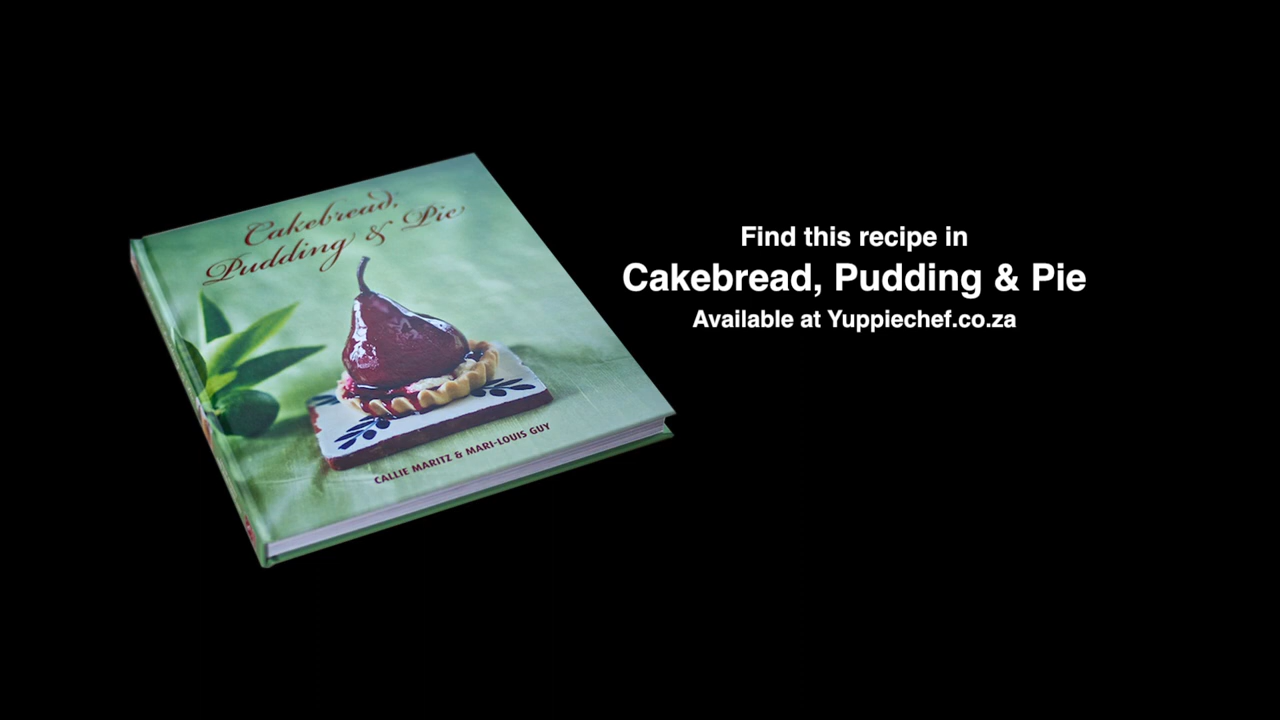 Cakebread,
Pudding & Pie
CALLIE MARITZ & MARI-LOUIS GUY
Find this recipe in
Cakebread, Pudding & Pie
Available at Yuppiechef.co.za